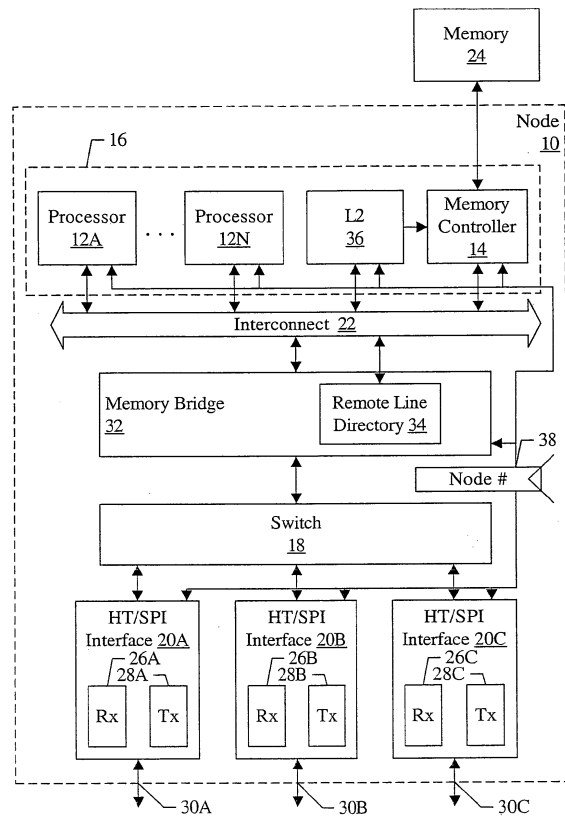 Memory
24
Node
10
16
Processor
12A
. . .
Processor
12N
L2
36
Memory
Controller
14
Interconnect 22
Memory Bridge
32
Remote Line
Directory 34
38
Node #
Switch
18
HT/SPI
Interface 20A
26A
28A
Rx
Tx
HT/SPI
Interface 20B
26B
28B
Rx
Tx
HT/SPI
Interface 20C
26C
28C
Rx
Tx
30A
30B
30C